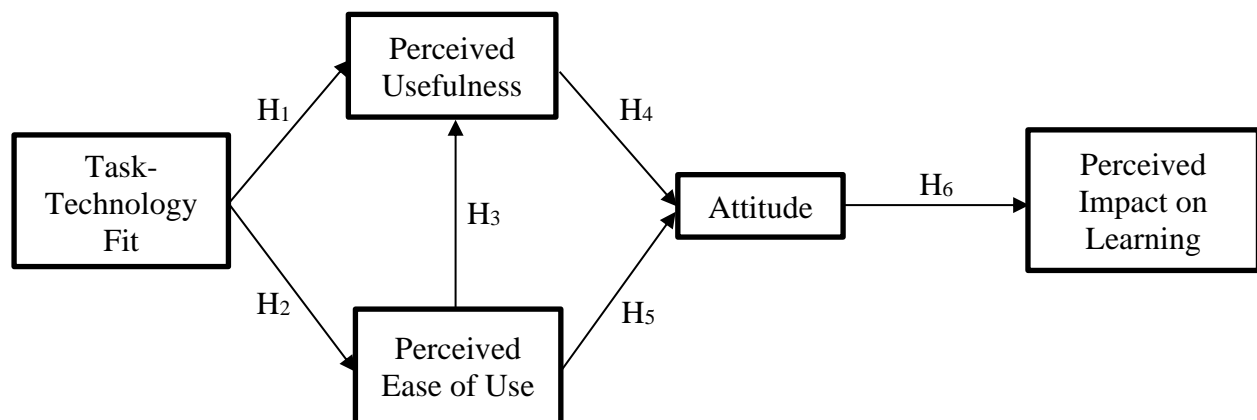 Perceived
Usefulness
H1
H4
Task-
Technology
Fit
Perceived
Impact on
Learning
H6
Attitude
H3
H2
H5
Perceived
Ease of Use